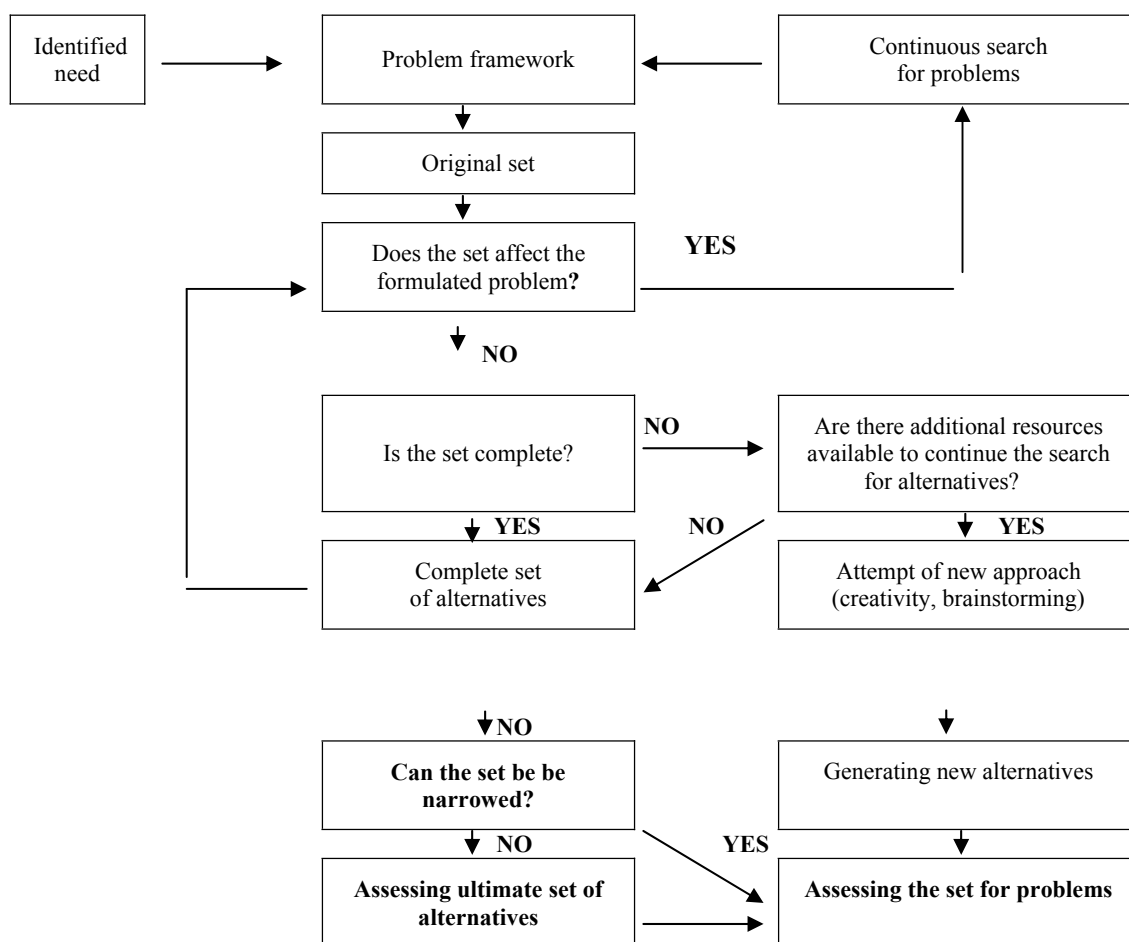 Identified
need
Problem framework
Continuous search
for problems
Original set
Does the set affect the
formulated problem?
YES
NO
Is the set complete?
NO
Are there additional resources
available to continue the search
for alternatives?
YES
NO
YES
Complete set
of alternatives
Attempt of new approach
(creativity, brainstorming)
NO
Can the set be be
narrowed?
Generating new alternatives
NO
YES
Assessing ultimate set of
alternatives
Assessing the set for problems